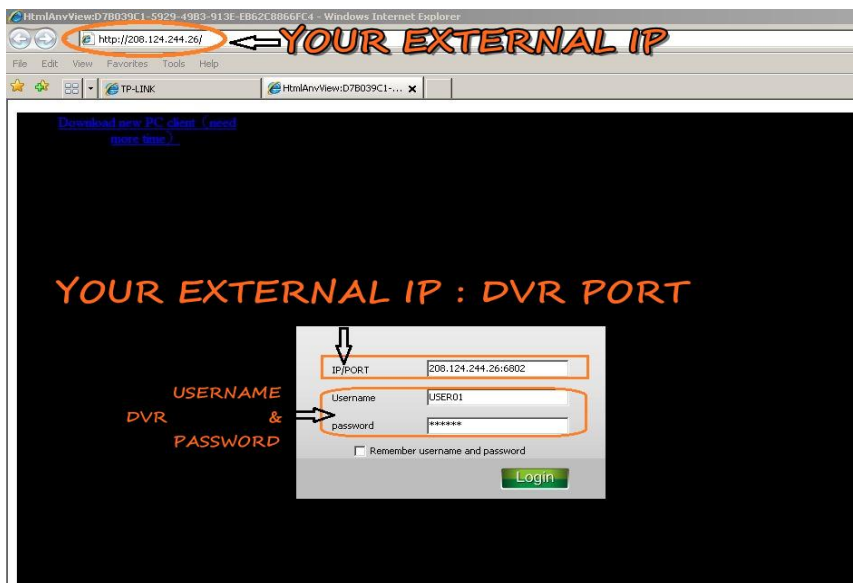 HtmlAnvView:D7B039C1-5929-49B3-913E-EB62C8866FC4 - Windows Internet Explorer
http://208.124.244.26/
YOUR EXTERNAL IP
File Edit View Favorites Tools Help
TP-LINK
HtmlAnvView:D7B039C1-...
Download new PC client（need
more time）
YOUR EXTERNAL IP : DVR PORT
IP/PORT 208.124.244.26:6802
USERNAME
DVR &
PASSWORD
Username USER01
password ******
Remember username and password
Login